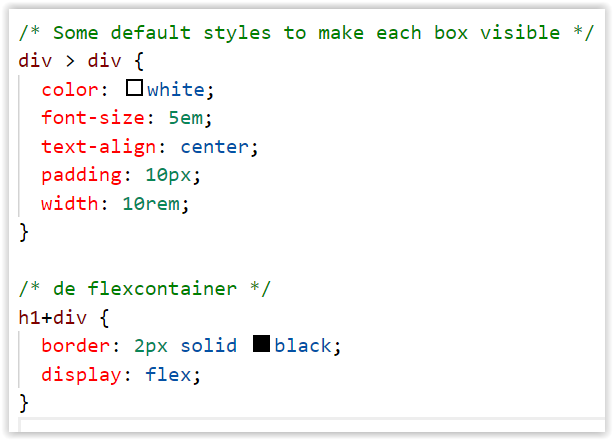 /* Some default styles to make each box visible */
div > div {
  color: white;
  font-size: 5em;
  text-align: center;
  padding: 10px;
  width: 10rem;
}

/* de flexcontainer */
h1+div {
  border: 2px solid black;
  display: flex;
}